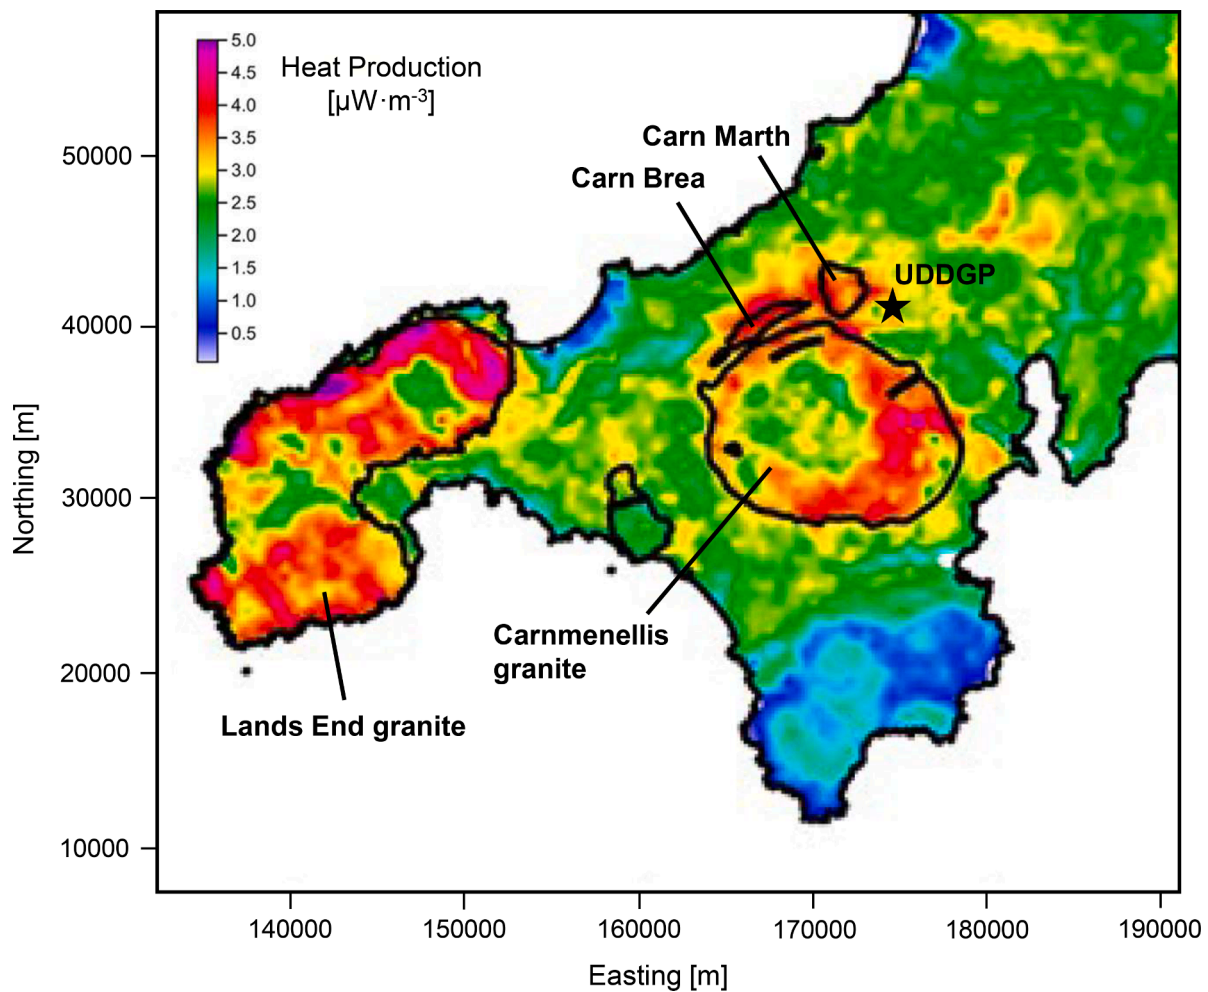 5.0
4.5
4.0
3.5
3.0
2.5
2.0
1.5
1.0
0.5
Heat Production
[µW·m-3]
Carn Marth
Carn Brea
UDDGP
Carnmenellis
granite
Lands End granite
50000
40000
30000
20000
10000
Northing [m]
140000
150000
160000
170000
180000
190000
Easting [m]